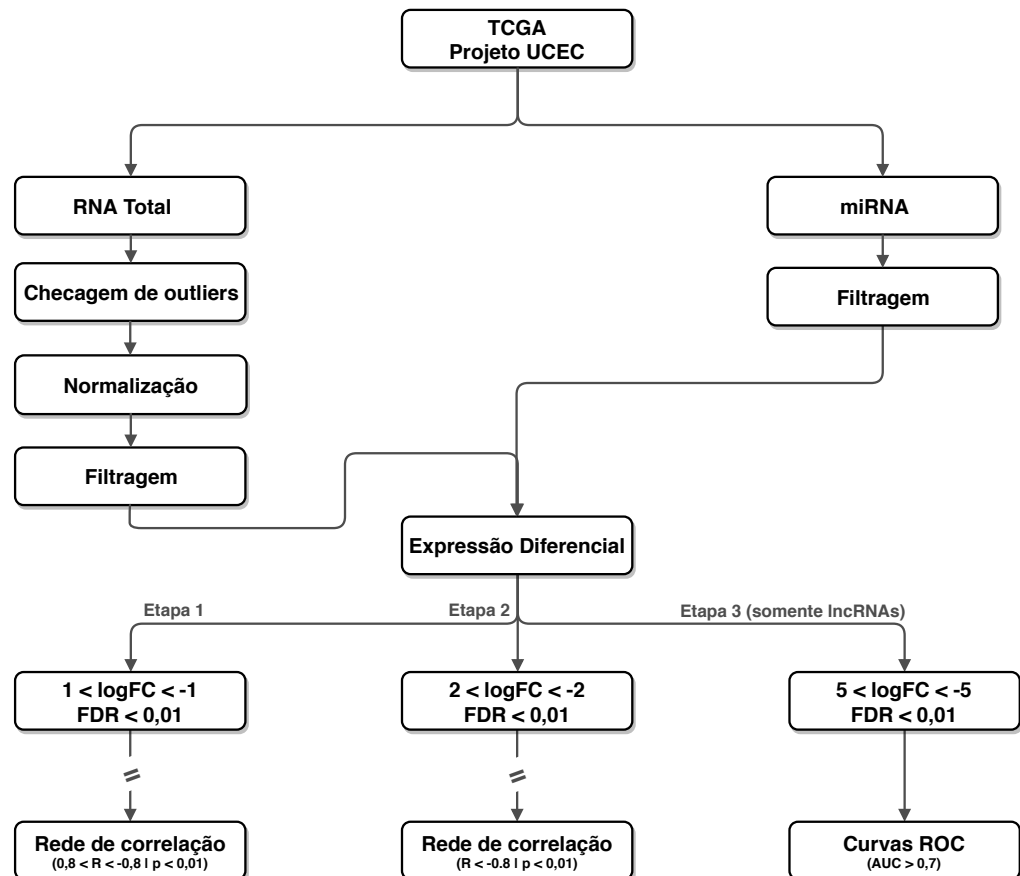 TCGA
Projeto UCEC
RNA Total
miRNA
Checagem de outliers
Filtragem
Normalização
Filtragem
Expressão Diferencial
Etapa 1
Etapa 2
Etapa 3 (somente lncRNAs)
1 < logFC < -1
FDR < 0,01
2 < logFC < -2
FDR < 0,01
5 < logFC < -5
FDR < 0,01
Rede de correlação
(0,8 < R < -0,8 | p < 0,01)
Rede de correlação
(R < -0.8 | p < 0,01)
Curvas ROC
(AUC > 0,7)